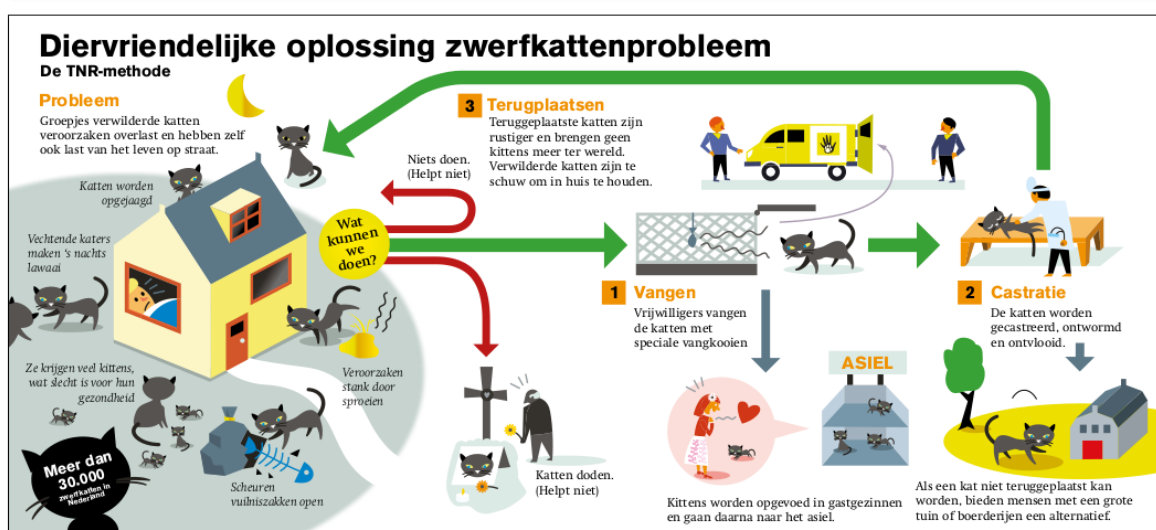 Diervriendelijke oplossing zwerfkattenprobleem
De TNR-methode
Probleem
Groepjes verwilderde katten
veroorzaken overlast en hebben zelf
ook last van het leven op straat.
Katten worden
opgejaagd
Vechtende katers
maken ‘s nachts
lawaai
Ze krijgen veel kittens,
wat slecht is voor hun
gezondheid
Meer dan
30.000
zwerfkatten in
Nederland
Scheuren
vuilniszakken open
Veroorzaken
stank door
sproeien
Wat
kunnen
we
doen?
Niets doen.
(Helpt niet)
Katten doden.
(Helpt niet)
3 Terugplaatsen
Teruggeplaatste katten zijn
rustiger en brengen geen
kittens meer ter wereld.
Verwilderde katten zijn te
schuw om in huis te houden.
1 Vangen
Vrijwilligers vangen
de katten met
speciale vangkooien
ASIEL
Kittens worden opgevoed in gastgezinnen
en gaan daarna naar het asiel.
2 Castratie
De katten worden
gecastreerd, ontwormd
en ontvlooid.
Als een kat niet teruggeplaatst kan
worden, bieden mensen met een grote
tuin of boerderijen een alternatief.